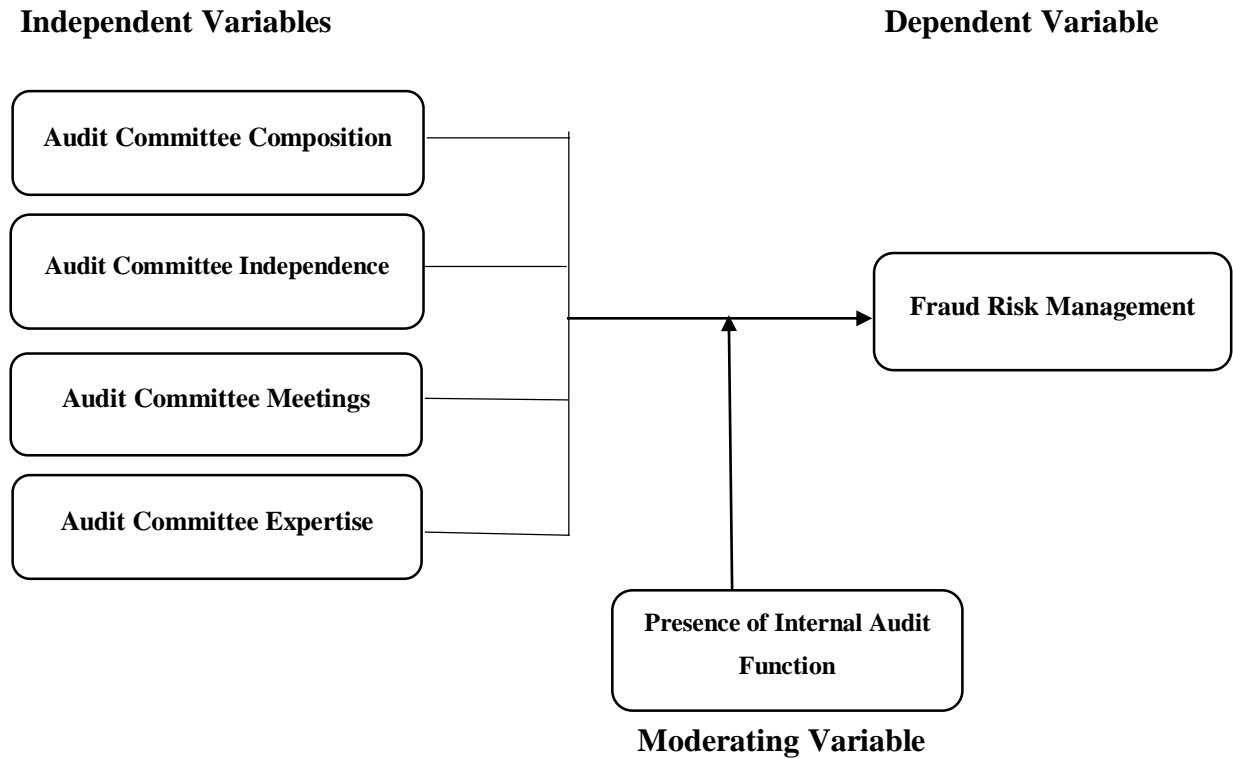 Independent Variables
Dependent Variable
Audit Committee Composition
Audit Committee Independence
Fraud Risk Management
Audit Committee Meetings
Audit Committee Expertise
Presence of Internal Audit
Function
Moderating Variable